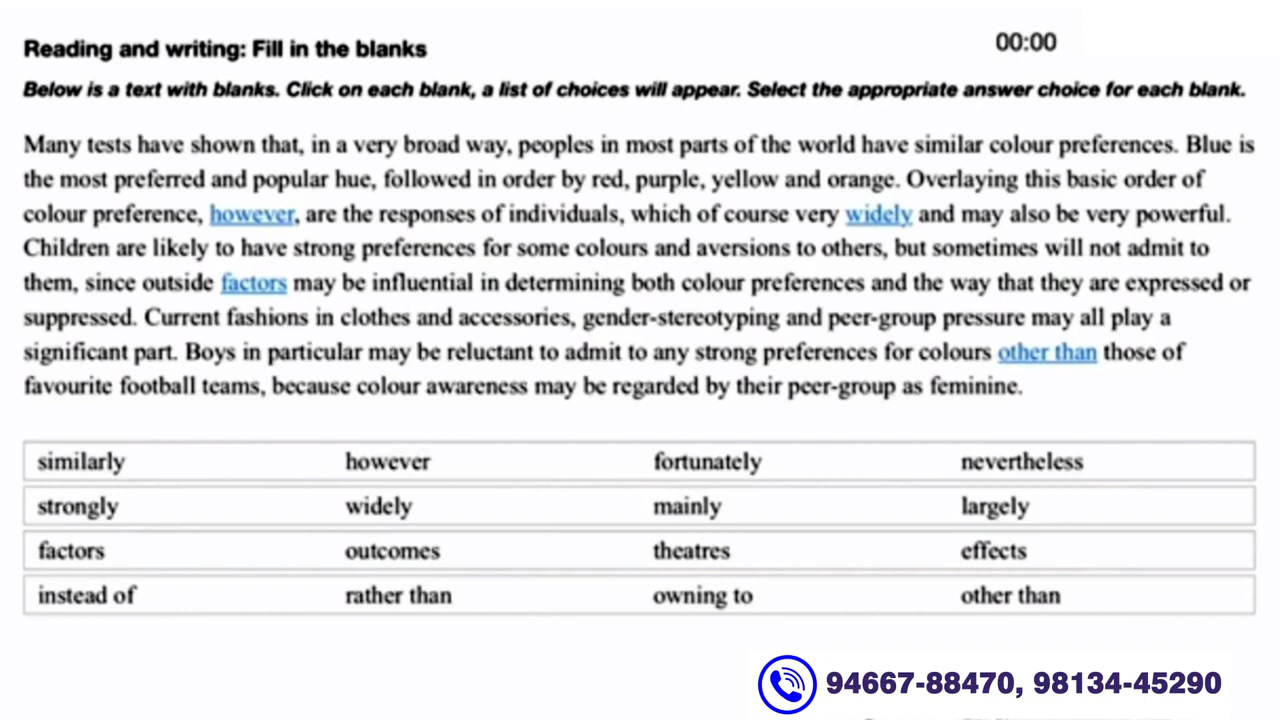 Reading and writing: Fill in the blanks
00:00
Below is a text with blanks. Click on each blank, a list of choices will appear. Select the appropriate answer choice for each blank.
Many tests have shown that, in a very broad way, peoples in most parts of the world have similar colour preferences. Blue is
the most preferred and popular hue, followed in order by red, purple, yellow and orange. Overlaying this basic order of
colour preference, however, are the responses of individuals, which of course very widely and may also be very powerful.
Children are likely to have strong preferences for some colours and aversions to others, but sometimes will not admit to
them, since outside factors may be influential in determining both colour preferences and the way that they are expressed or
suppressed. Current fashions in clothes and accessories, gender-stereotyping and peer-group pressure may all play a
significant part. Boys in particular may be reluctant to admit to any strong preferences for colours other than those of
favourite football teams, because colour awareness may be regarded by their peer-group as feminine.
similarly however fortunately nevertheless
strongly widely mainly largely
factors outcomes theatres effects
instead of rather than owning to other than
94667-88470, 98134-45290